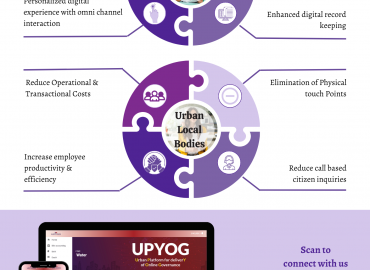 Personalized digital
experience with omni channel
interaction
Enhanced digital record
keeping
Reduce Operational &
Transactional Costs
Elimination of Physical
touch Points
Urban
Local
Bodies
Increase employee
productivity &
efficiency
Reduce call based
citizen inquiries
UPYOG
Urban Platform for deliverY
of Online Governance
Water
Scan to
connect with us